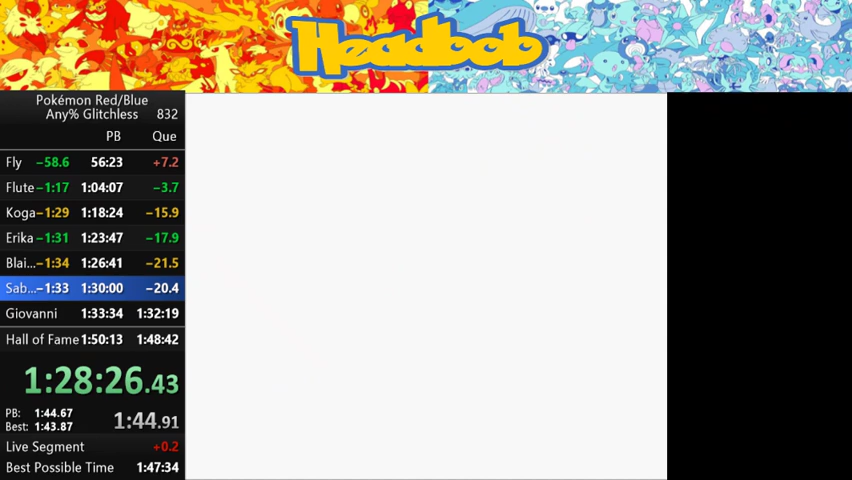 Headbob
Pokémon Red/Blue
Any% Glitchless 832
PB Que
Fly −58.6 56:23 +7.2
Flute −1:17 1:04:07 −3.7
Koga −1:29 1:18:24 −15.9
Erika −1:31 1:23:47 −17.9
Blai... −1:34 1:26:41 −21.5
Sab... −1:33 1:30:00 −20.4
Giovanni 1:33:34 1:32:19
Hall of Fame 1:50:13 1:48:42
1:28:26.43
PB: 1:44.67
Best: 1:43.87
1:44.91
Live Segment +0.2
Best Possible Time 1:47:34